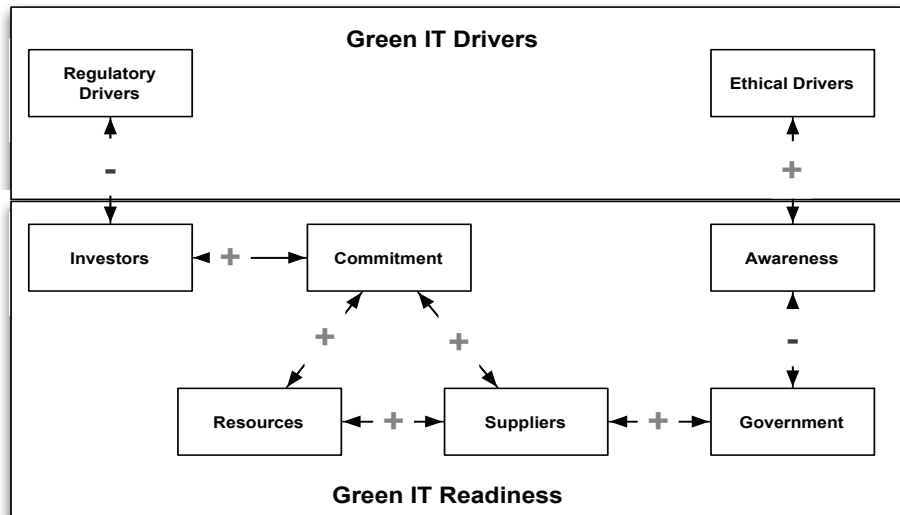 Green IT Drivers
Regulatory
Drivers
Ethical Drivers
-
+
Investors
+
Commitment
Awareness
+
+
-
Resources
+
Suppliers
+
Government
Green IT Readiness